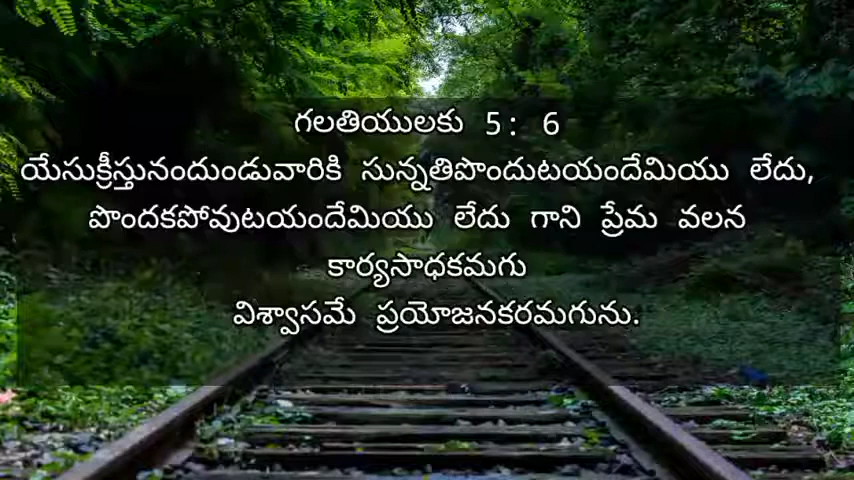 గలతియులకు 5: 6
యేసుక్రీస్తునందుండువారికి సున్నతిపొందుటయందేమియు లేదు,
పొందకపోవుటయందేమియు లేదు గాని ప్రేమ వలన
కార్యసాధకమగు
విశ్వాసమే ప్రయోజనకరమగును.